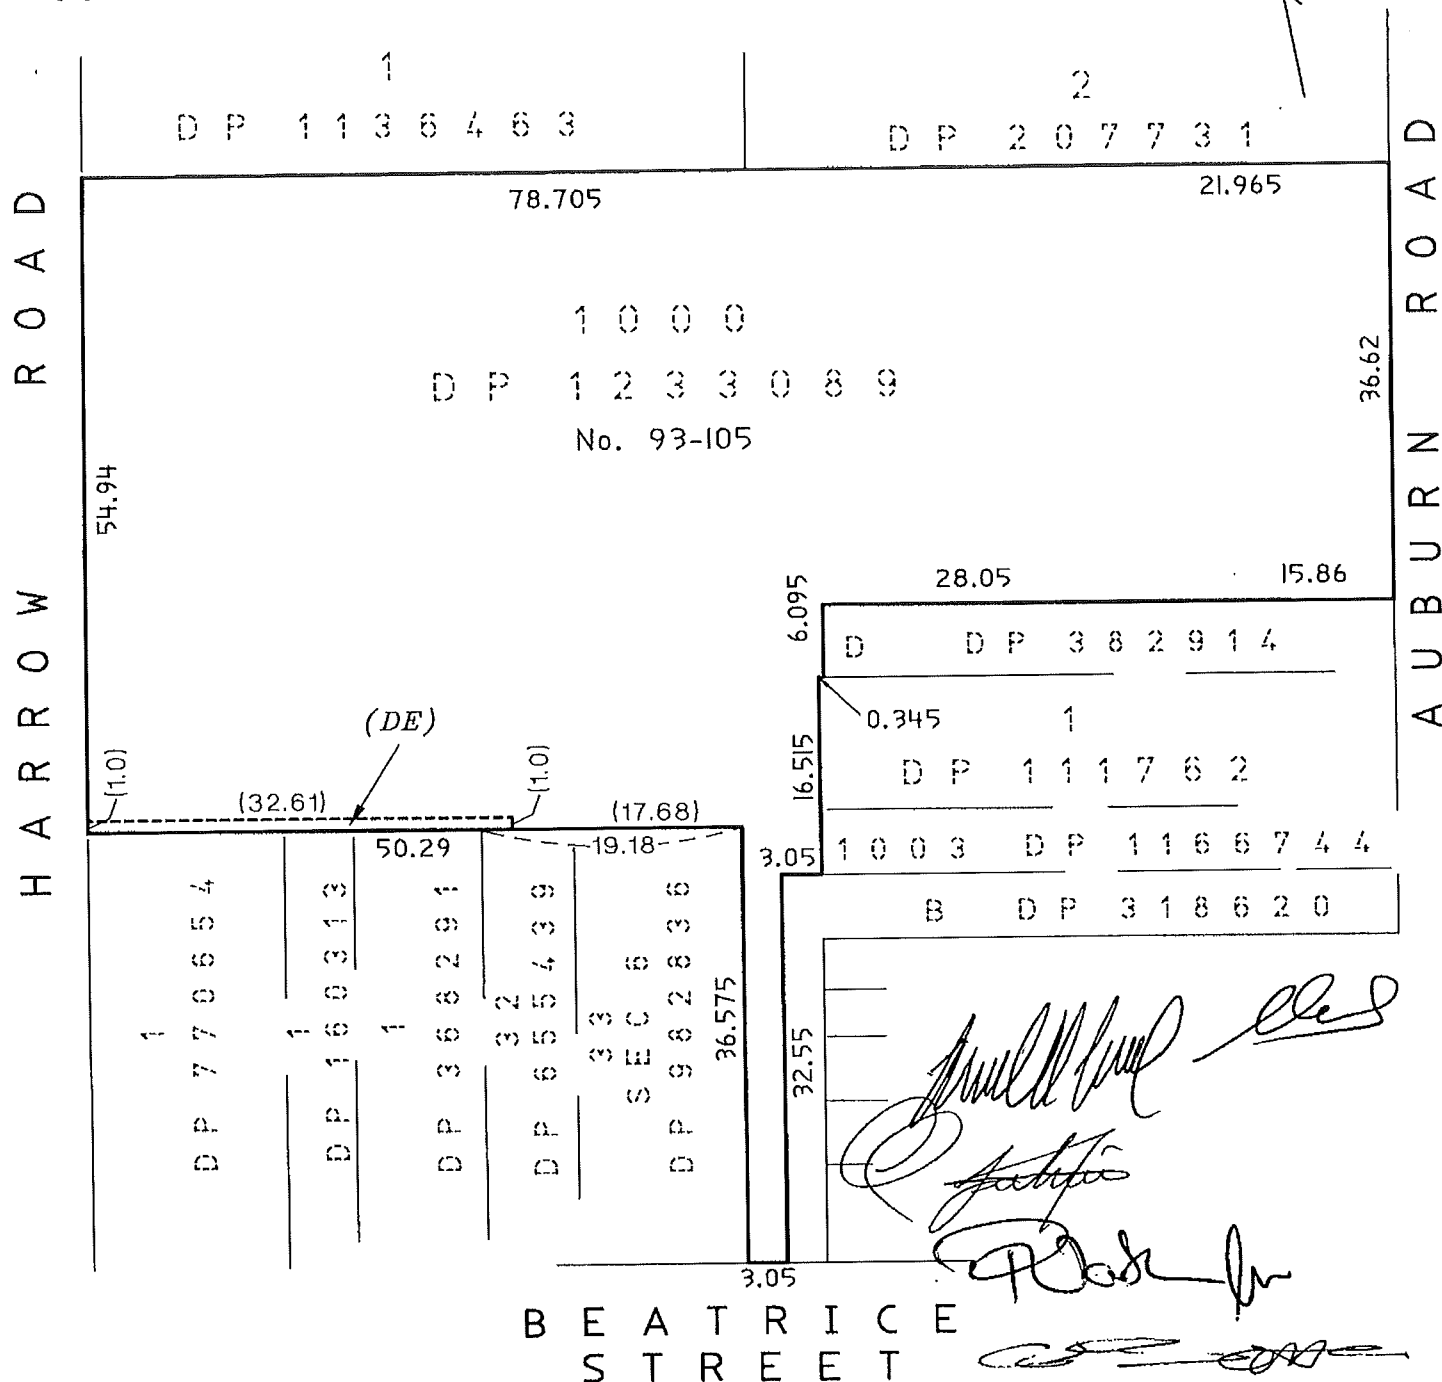 1
DP 1136463
2
DP 207731
78.705
21.965
HARROW ROAD
AUBURN ROAD
1000
DP 1233089
No. 93-105
36.62
54.94
28.05
15.86
6.095
D DP 382914
0.345
1
DP 111762
16.515
(DE)
(1.0)
(32.61)
(1.0)
(17.68)
50.29
19.18
3.05
1003 DP 1166744
B DP 318620
1
DP 770654
1
DP 160313
1
DP 368291
32
DP 655439
33
SEC 6
DP 982836
36.575
32.55
3.05
BEATRICE
STREET